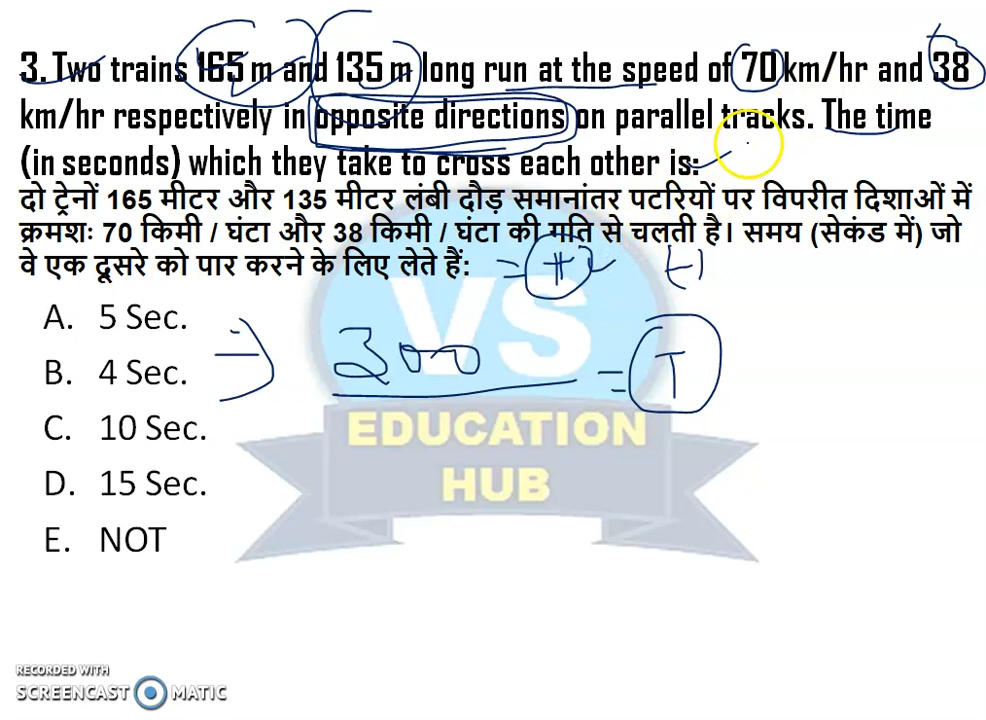 3. Two trains 165 m and 135 m long run at the speed of 70 km/hr and 38
km/hr respectively in opposite directions on parallel tracks. The time
(in seconds) which they take to cross each other is:
दो ट्रेनों 165 मीटर और 135 मीटर लंबी दौड़ समानांतर पटरियों पर विपरीत दिशाओं में
क्रमशः 70 किमी / घंटा और 38 किमी / घंटा की गति से चलती है। समय (सेकंड में) जो
वे एक दूसरे को पार करने के लिए लेते हैं:
= + (-)
A. 5 Sec.
B. 4 Sec.
C. 10 Sec.
D. 15 Sec.
E. NOT
300 = T
VS
EDUCATION
HUB
RECORDED WITH
SCREENCAST MATIC